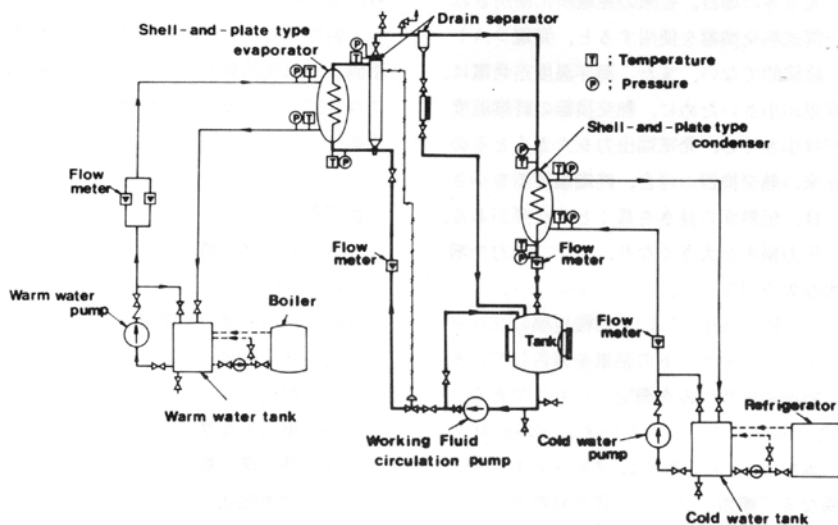 Drain separator
Shell-and-plate type
evaporator
T ; Temperature
P ; Pressure
Shell-and-plate type
condenser
Flow
meter
Flow
meter
Flow
meter
Flow
meter
Warm water
pump
Boiler
Tank
Refrigerator
Warm water tank
Working Fluid
circulation pump
Cold water
pump
Cold water tank
P T
P T
P
T
T P
P
T
T P
T
P